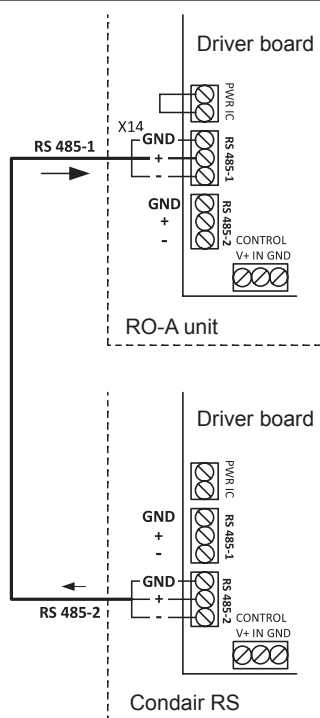 Driver board
PWR IC
X14
GND
+
-
RS 485-1
RS 485-1
GND
+
-
RS 485-2
CONTROL
V+ IN GND
RO-A unit
Driver board
PWR IC
GND
+
-
RS 485-1
GND
+
-
RS 485-2
RS 485-2
CONTROL
V+ IN GND
Condair RS